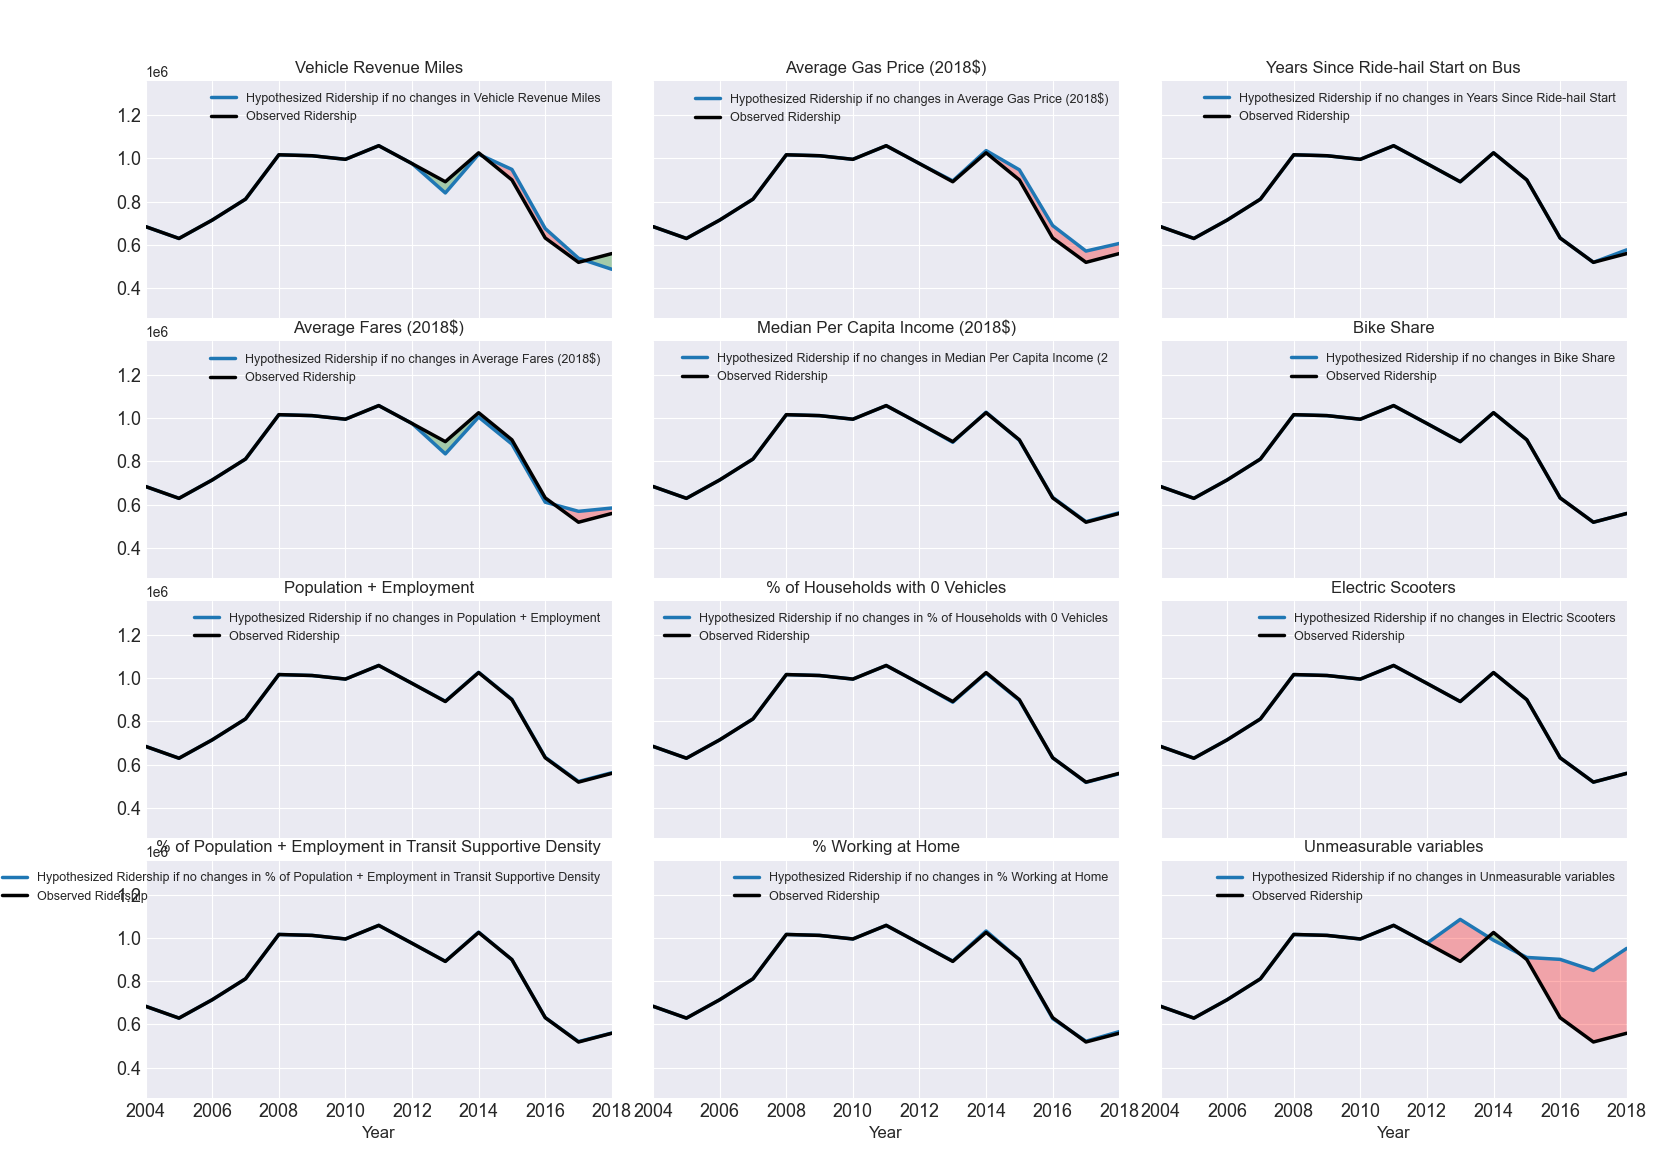 Vehicle Revenue Miles
Average Gas Price (2018$)
Years Since Ride-hail Start on Bus
1e6
Hypothesized Ridership if no changes in Vehicle Revenue Miles
Observed Ridership
Hypothesized Ridership if no changes in Average Gas Price (2018$)
Observed Ridership
Hypothesized Ridership if no changes in Years Since Ride-hail Start
Observed Ridership
1.2
1.0
0.8
0.6
0.4
Average Fares (2018$)
Median Per Capita Income (2018$)
Bike Share
1e6
Hypothesized Ridership if no changes in Average Fares (2018$)
Observed Ridership
Hypothesized Ridership if no changes in Median Per Capita Income (2
Observed Ridership
Hypothesized Ridership if no changes in Bike Share
Observed Ridership
1.2
1.0
0.8
0.6
0.4
Population + Employment
% of Households with 0 Vehicles
Electric Scooters
1e6
Hypothesized Ridership if no changes in Population + Employment
Observed Ridership
Hypothesized Ridership if no changes in % of Households with 0 Vehicles
Observed Ridership
Hypothesized Ridership if no changes in Electric Scooters
Observed Ridership
1.2
1.0
0.8
0.6
0.4
% of Population + Employment in Transit Supportive Density
% Working at Home
Unmeasurable variables
1e6
Hypothesized Ridership if no changes in % of Population + Employment in Transit Supportive Density
Observed Ridership
Hypothesized Ridership if no changes in % Working at Home
Observed Ridership
Hypothesized Ridership if no changes in Unmeasurable variables
Observed Ridership
1.2
1.0
0.8
0.6
0.4
2004 2006 2008 2010 2012 2014 2016 2018
2004 2006 2008 2010 2012 2014 2016 2018
2004 2006 2008 2010 2012 2014 2016 2018
Year
Year
Year